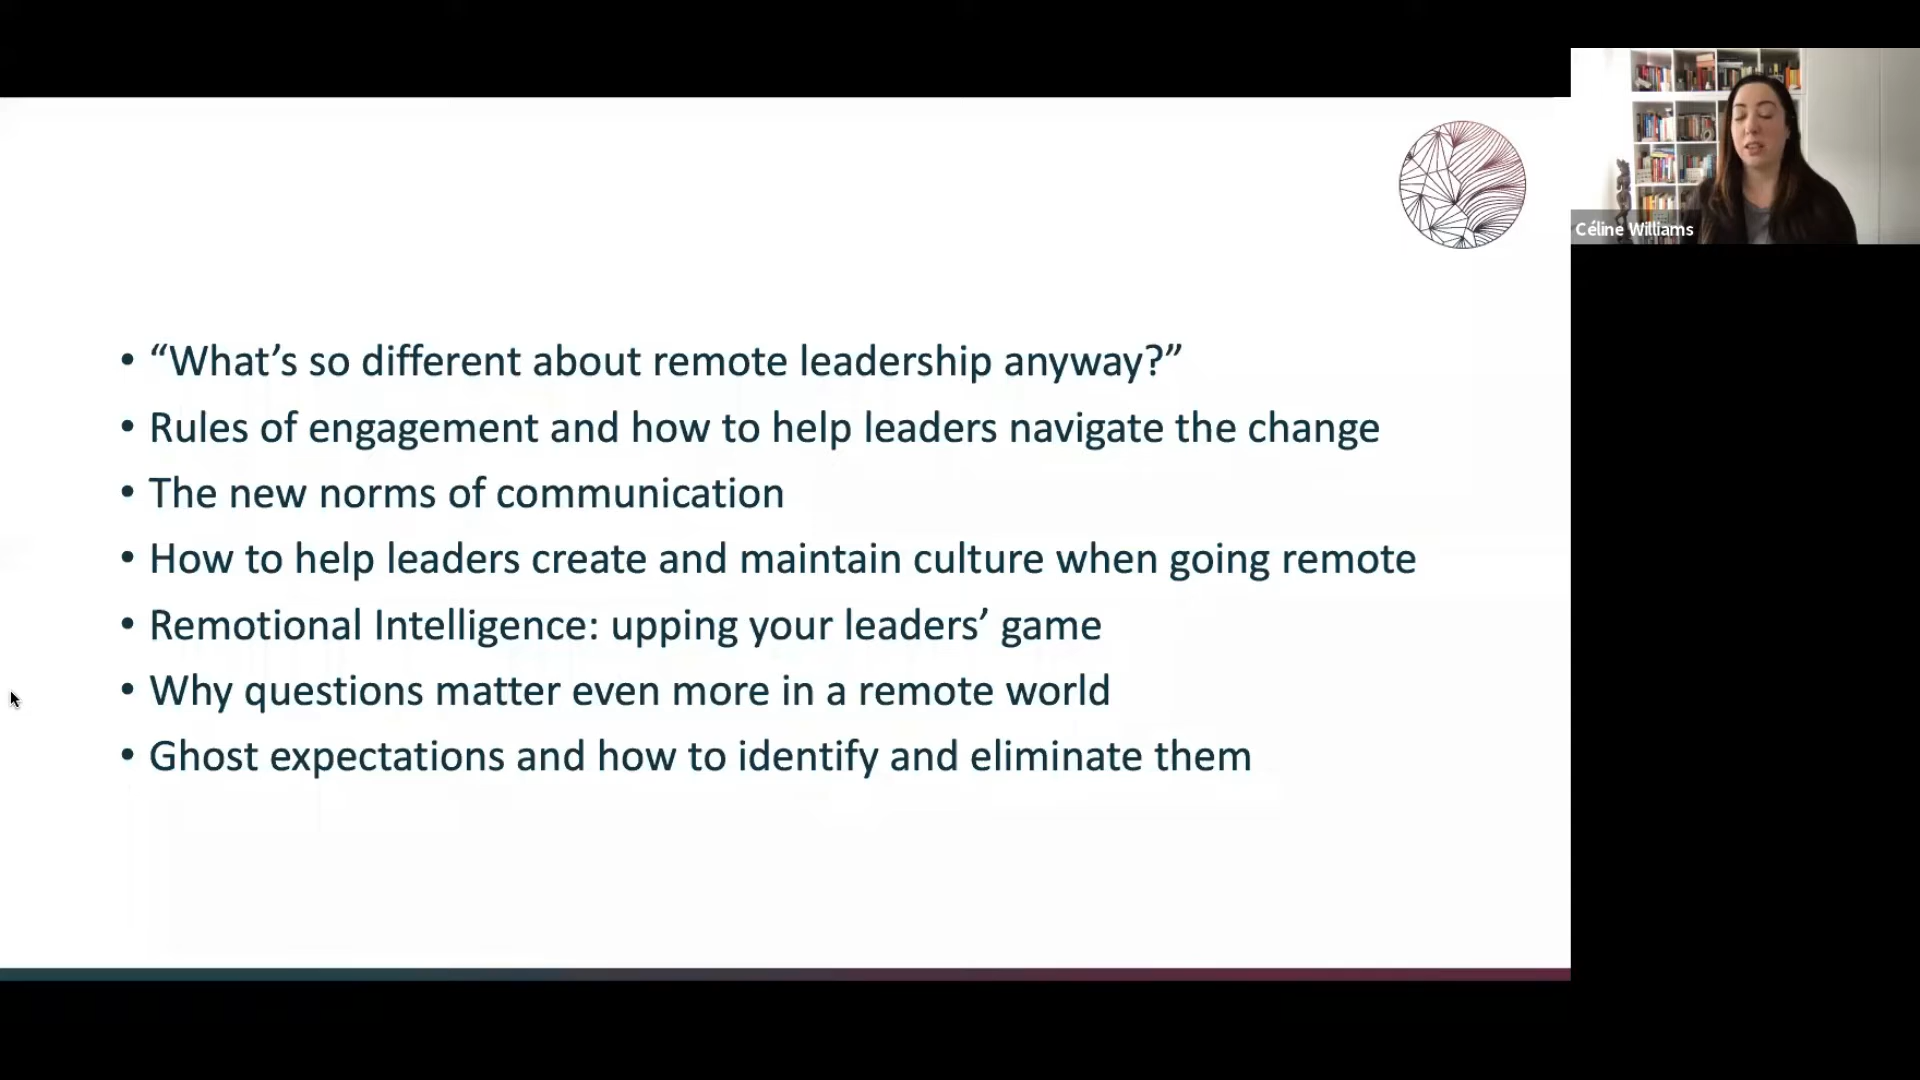 • “What’s so different about remote leadership anyway?”
• Rules of engagement and how to help leaders navigate the change
• The new norms of communication
• How to help leaders create and maintain culture when going remote
• Remotional Intelligence: upping your leaders’ game
• Why questions matter even more in a remote world
• Ghost expectations and how to identify and eliminate them
Céline Williams